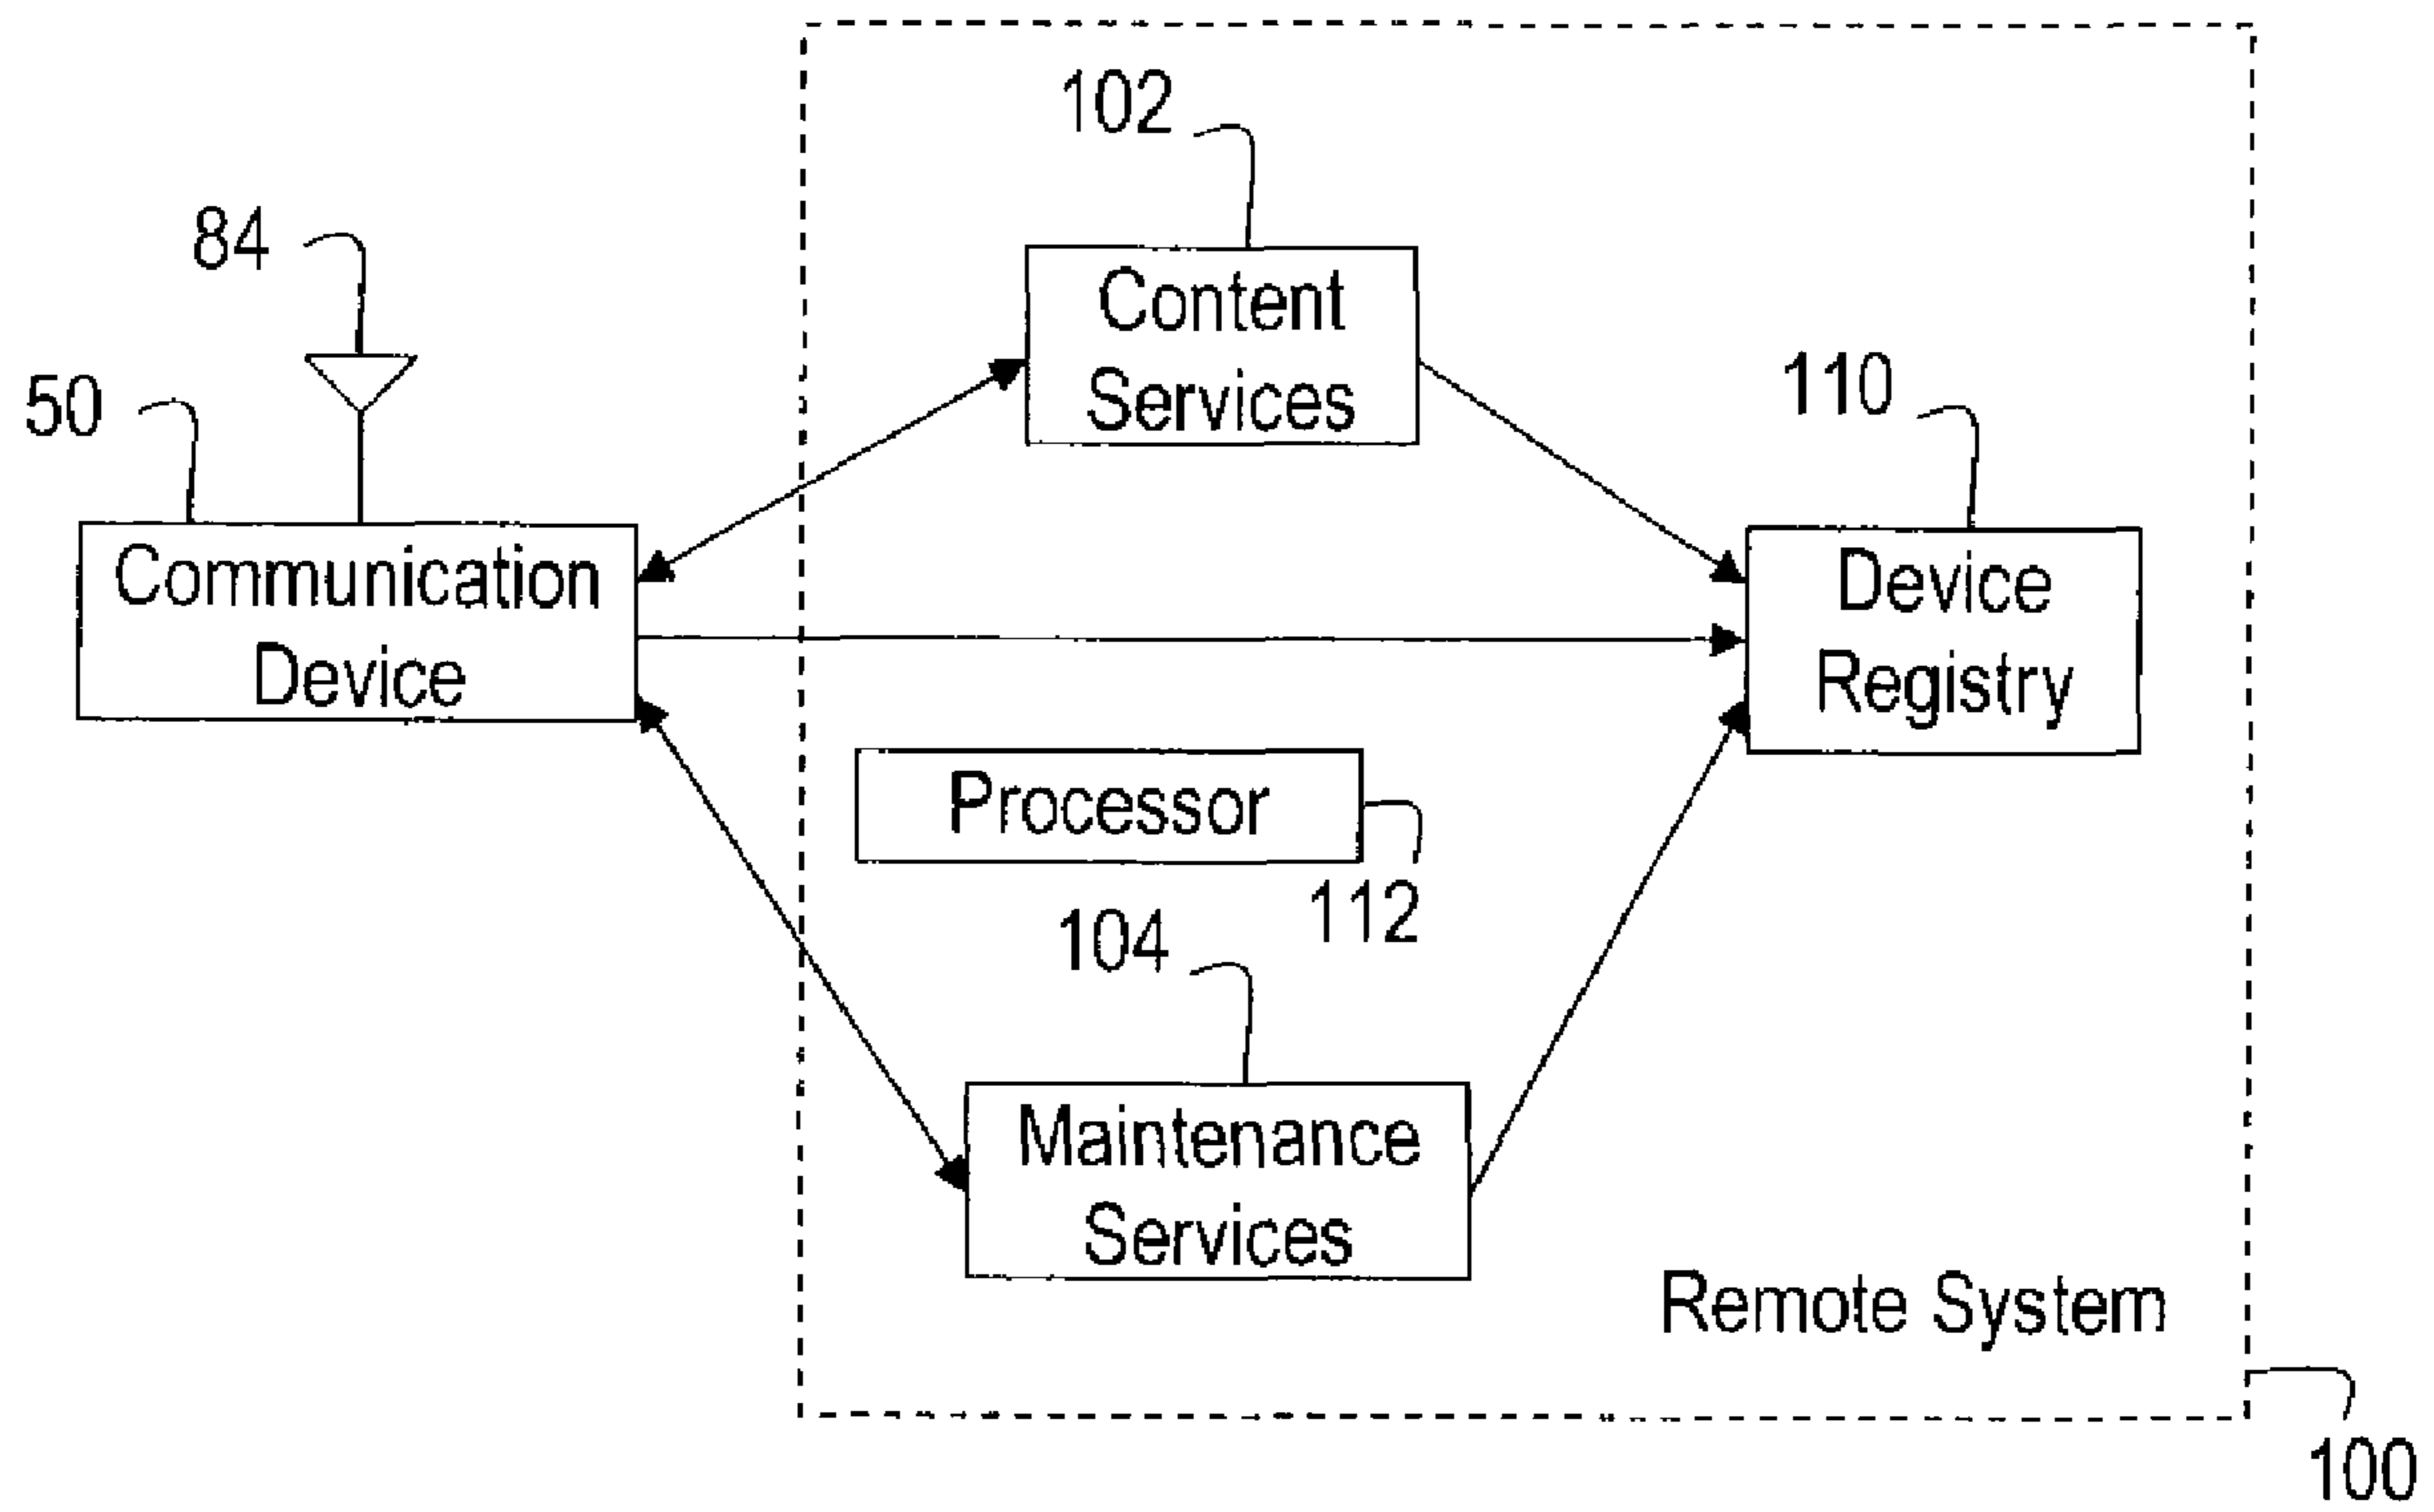 102
84
Content
Services
110
50
Communication
Device
Device
Registry
Processor
112
104
Maintenance
Services
Remote System
100